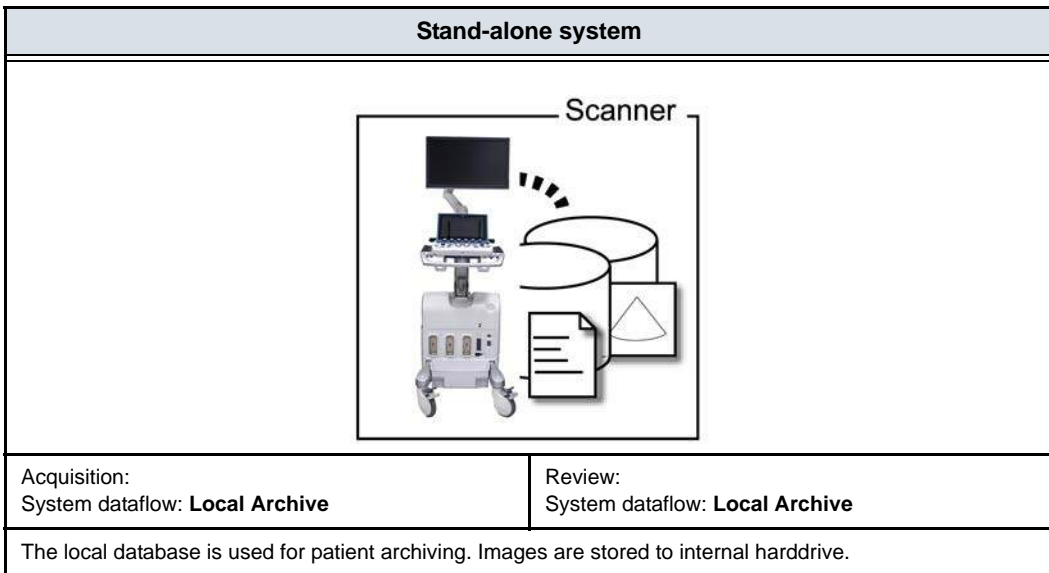 Stand-alone system
Scanner
Acquisition:
System dataflow: Local Archive
Review:
System dataflow: Local Archive
The local database is used for patient archiving. Images are stored to internal harddrive.